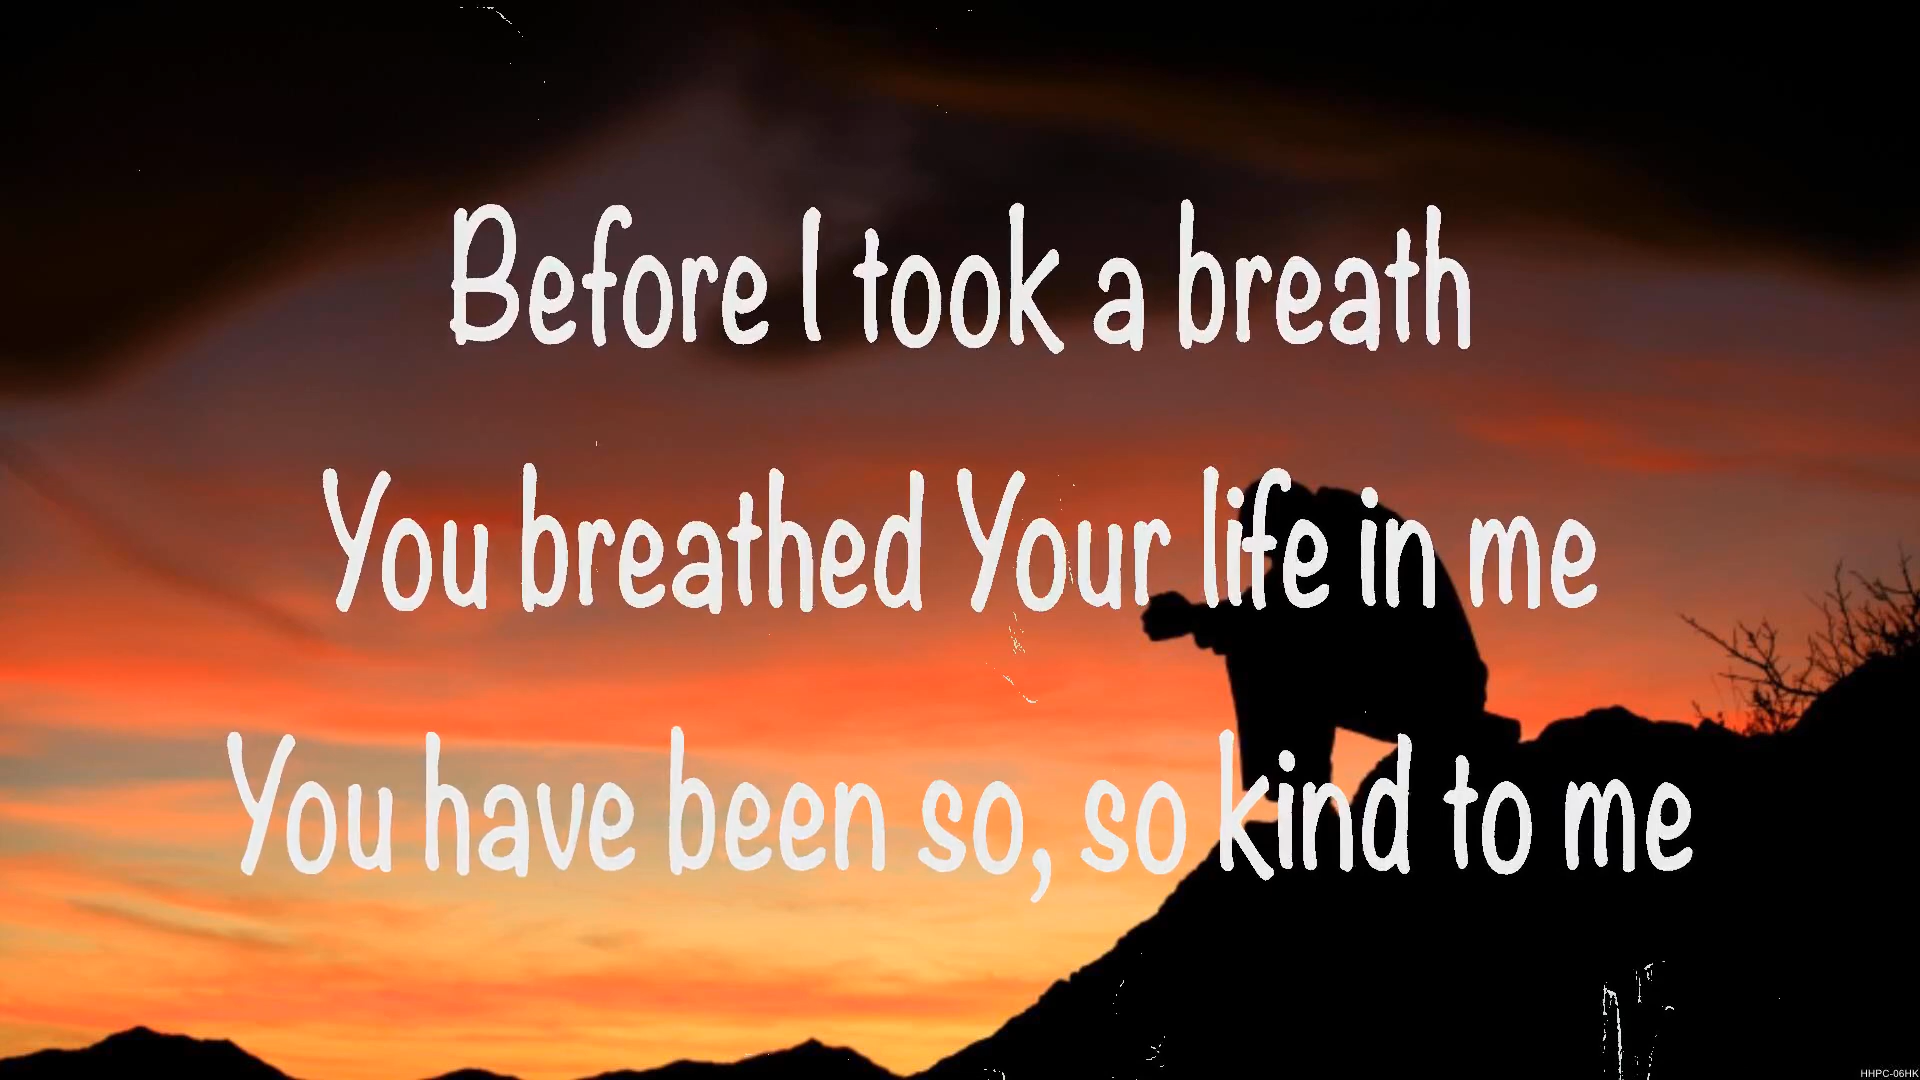 Before I took a breath
You breathed Your life in me
You have been so, so kind to me
HHPC-06HK